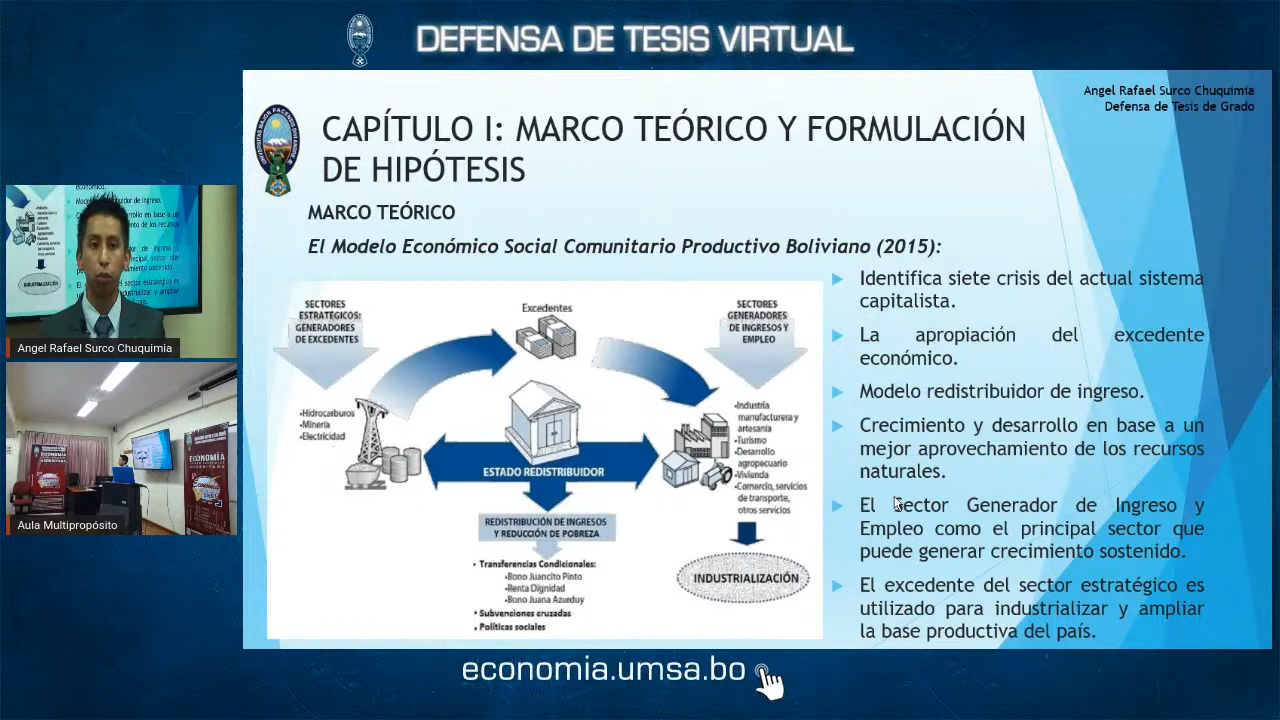 DEFENSA DE TESIS VIRTUAL
Angel Rafael Surco Chuquimia
Defensa de Tesis de Grado
CAPÍTULO I: MARCO TEÓRICO Y FORMULACIÓN
DE HIPÓTESIS
MARCO TEÓRICO
El Modelo Económico Social Comunitario Productivo Boliviano (2015):
SECTORES
ESTRATÉGICOS:
GENERADORES
DE EXCEDENTES
Excedentes
SECTORES
GENERADORES
DE INGRESOS Y
EMPLEO
•Hidrocarburos
•Minería
•Electricidad
ESTADO REDISTRIBUIDOR
•Industria
manufacturera y
artesanía
•Turismo
•Desarrollo
agropecuario
•Vivienda
•Comercio, servicios
de transporte,
otros servicios
REDISTRIBUCIÓN DE INGRESOS
Y REDUCCIÓN DE POBREZA
• Transferencias Condicionales:
•Bono Juancito Pinto
•Renta Dignidad
•Bono Juana Azurduy
• Subvenciones cruzadas
• Políticas sociales
INDUSTRIALIZACIÓN
Identifica siete crisis del actual sistema
capitalista.
La apropiación del excedente
económico.
Modelo redistribuidor de ingreso.
Crecimiento y desarrollo en base a un
mejor aprovechamiento de los recursos
naturales.
El Sector Generador de Ingreso y
Empleo como el principal sector que
puede generar crecimiento sostenido.
El excedente del sector estratégico es
utilizado para industrializar y ampliar
la base productiva del país.
Angel Rafael Surco Chuquimia
ECONOMÍA
ECONOMÍA
Aula Multipropósito
economia.umsa.bo